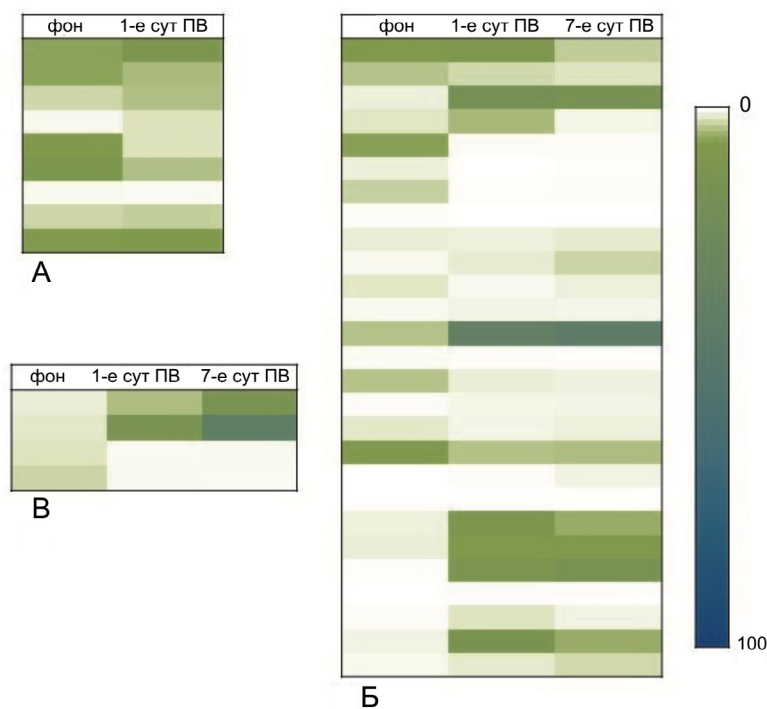 фон 1-е сут ПВ
А
фон 1-е сут ПВ 7-е сут ПВ
В
фон 1-е сут ПВ 7-е сут ПВ
Б
0
100